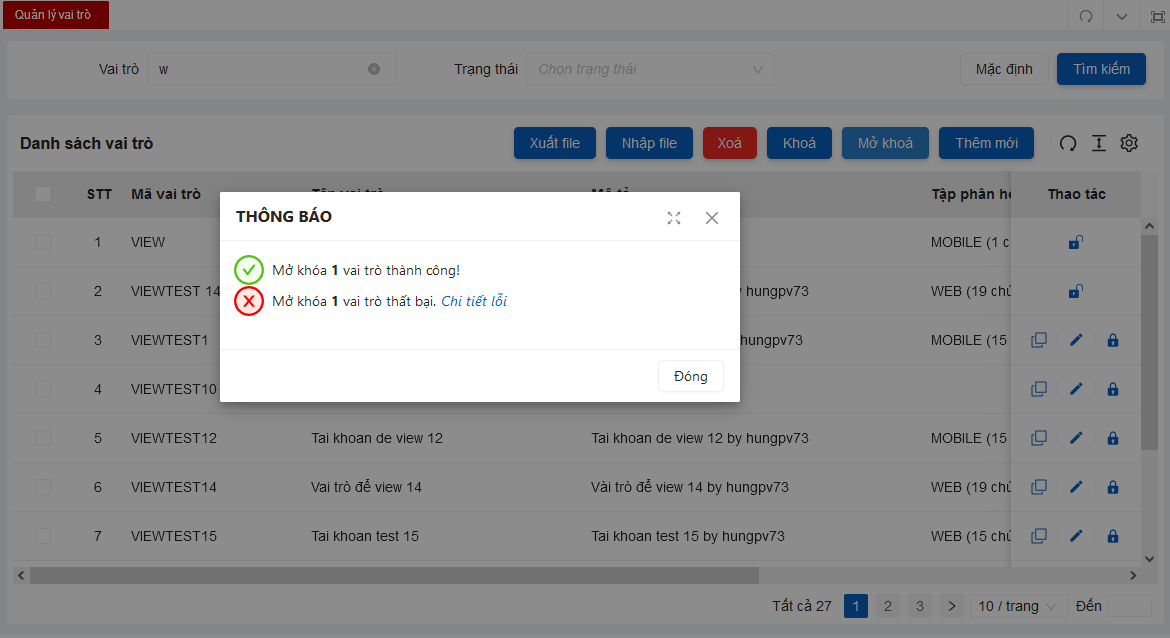 Quản lý vai trò
Vai trò w Trạng thái Chọn trạng thái Mặc định Tìm kiếm
Danh sách vai trò Xuất file Nhập file Xoá Khoá Mở khoá Thêm mới
STT Mã vai trò Tên vai trò Mô tả Tập phân hệ Thao tác
THÔNG BÁO
1 VIEW MOBILE (1 c
Mở khóa 1 vai trò thành công!
2 VIEWTEST 14 by hungpv73 WEB (19 chứ
Mở khóa 1 vai trò thất bại. Chi tiết lỗi
3 VIEWTEST1 hungpv73 MOBILE (15
Đóng
4 VIEWTEST10
5 VIEWTEST12 Tai khoan de view 12 Tai khoan de view 12 by hungpv73 MOBILE (15
6 VIEWTEST14 Vai trò để view 14 Vài trò để view 14 by hungpv73 WEB (19 chứ
7 VIEWTEST15 Tai khoan test 15 Tai khoan test 15 by hungpv73 WEB (15 chứ
Tất cả 27 1 2 3 10 / trang Đến